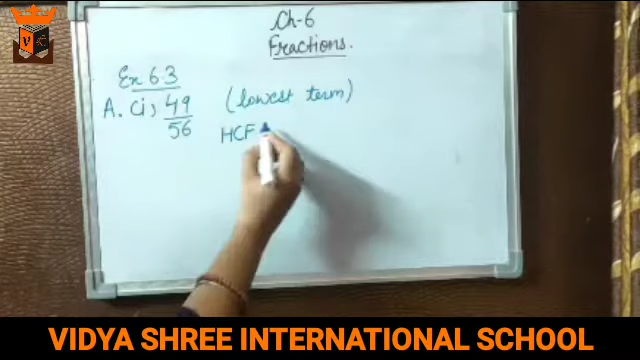 Ch-6
Fractions.
Ex 6.3
A. (i) 49/56 (lowest term)
HCF
V C
VIDYA SHREE INTERNATIONAL SCHOOL